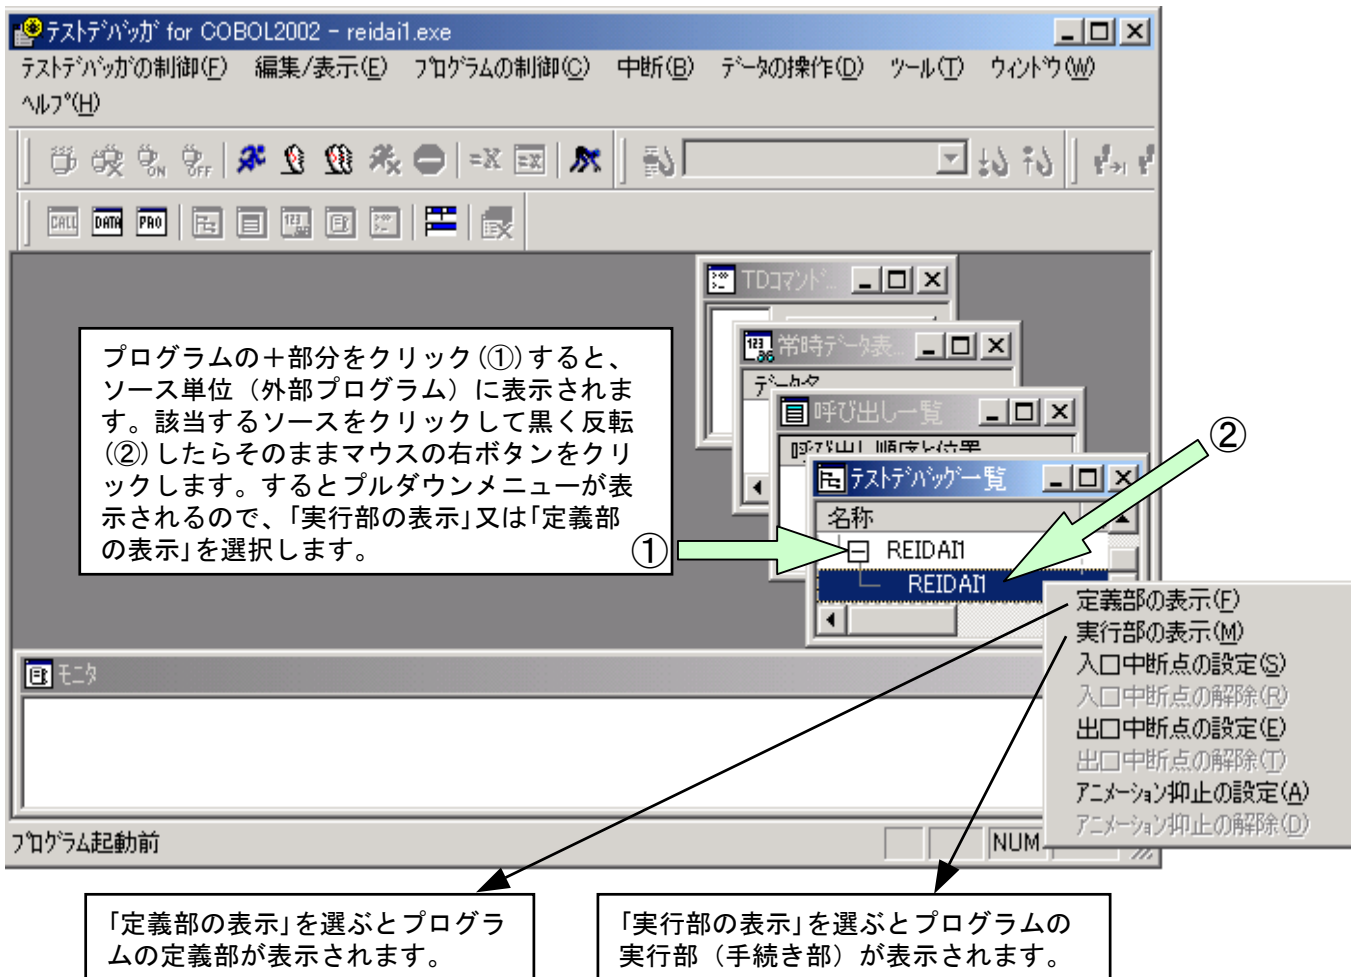 テストデバッガ for COBOL2002 - reidai1.exe
テストデバッガの制御(F) 編集/表示(E) プログラムの制御(C) 中断(B) データの操作(D) ツール(T) ウィンドウ(W)
ヘルプ(H)
ON OFF =X =X
CALL DATA PRO 123
TDコマンド...
常時データ表...
データ名
呼び出し一覧
呼び出し順序と位置
テストデバッグ一覧
名称
REIDAI1
REIDAI1
プログラムの＋部分をクリック(①)すると、
ソース単位（外部プログラム）に表示されま
す。該当するソースをクリックして黒く反転
(②)したらそのままマウスの右ボタンをクリ
ックします。するとプルダウンメニューが表
示されるので、「実行部の表示」又は「定義部
の表示」を選択します。
①
②
定義部の表示(F)
実行部の表示(M)
入口中断点の設定(S)
入口中断点の解除(R)
出口中断点の設定(E)
出口中断点の解除(T)
アニメーション抑止の設定(A)
アニメーション抑止の解除(D)
モニタ
プログラム起動前
NUM
「定義部の表示」を選ぶとプログラ
ムの定義部が表示されます。
「実行部の表示」を選ぶとプログラムの
実行部（手続き部）が表示されます。